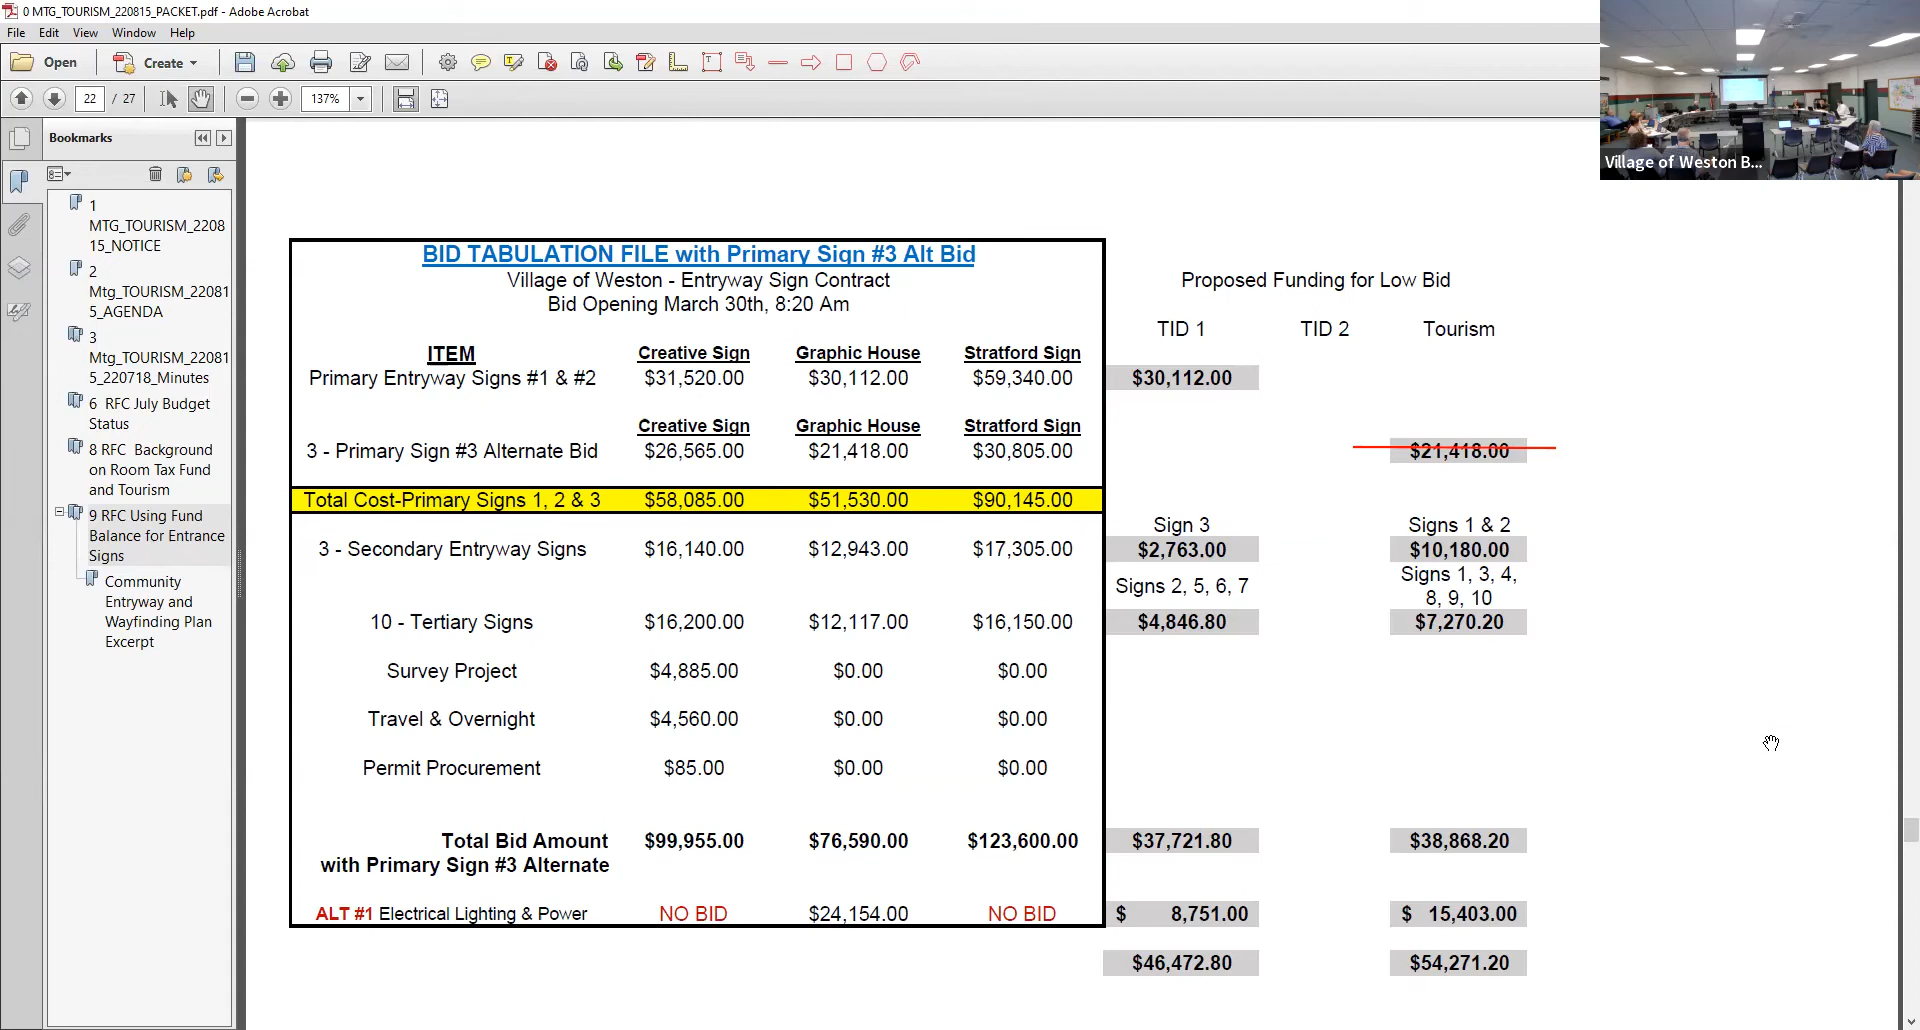 0 MTG_TOURISM_220815_PACKET.pdf - Adobe Acrobat
File Edit View Window Help
Open Create
22 / 27 137%
Bookmarks
1
MTG_TOURISM_2208
15_NOTICE
2
Mtg_TOURISM_22081
5_AGENDA
3
Mtg_TOURISM_22081
5_220718_Minutes
6 RFC July Budget
Status
8 RFC Background
on Room Tax Fund
and Tourism
9 RFC Using Fund
Balance for Entrance
Signs
Community
Entryway and
Wayfinding Plan
Excerpt
Village of Weston B...
BID TABULATION FILE with Primary Sign #3 Alt Bid
Village of Weston - Entryway Sign Contract
Bid Opening March 30th, 8:20 Am
Proposed Funding for Low Bid
TID 1 TID 2 Tourism
ITEM Creative Sign Graphic House Stratford Sign
Primary Entryway Signs #1 & #2 $31,520.00 $30,112.00 $59,340.00 $30,112.00
Creative Sign Graphic House Stratford Sign
3 - Primary Sign #3 Alternate Bid $26,565.00 $21,418.00 $30,805.00 $21,418.00
Total Cost-Primary Signs 1, 2 & 3 $58,085.00 $51,530.00 $90,145.00
Sign 3 Signs 1 & 2
3 - Secondary Entryway Signs $16,140.00 $12,943.00 $17,305.00 $2,763.00 $10,180.00
Signs 2, 5, 6, 7 Signs 1, 3, 4,
8, 9, 10
10 - Tertiary Signs $16,200.00 $12,117.00 $16,150.00 $4,846.80 $7,270.20
Survey Project $4,885.00 $0.00 $0.00
Travel & Overnight $4,560.00 $0.00 $0.00
Permit Procurement $85.00 $0.00 $0.00
Total Bid Amount $99,955.00 $76,590.00 $123,600.00 $37,721.80 $38,868.20
with Primary Sign #3 Alternate
ALT #1 Electrical Lighting & Power NO BID $24,154.00 NO BID $ 8,751.00 $ 15,403.00
$46,472.80 $54,271.20